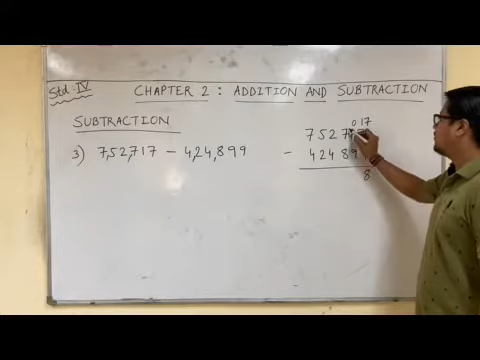 Std: IV
CHAPTER 2 : ADDITION AND SUBTRACTION
SUBTRACTION
0 17
3) 7,52,717 – 4,24,899
7 5 2 7
– 4 2 4 8 9
8